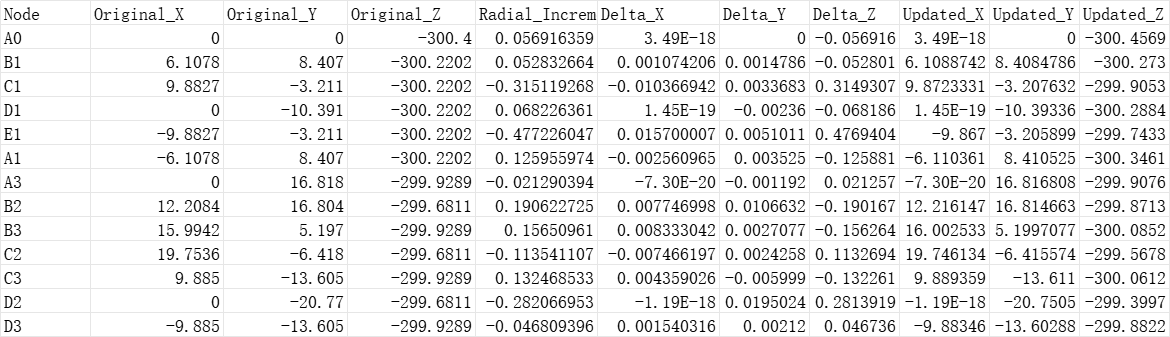 Node Original_X Original_Y Original_Z Radial_Increm Delta_X Delta_Y Delta_Z Updated_X Updated_Y Updated_Z
A0 0 0 -300.4 0.056916359 3.49E-18 0 -0.056916 3.49E-18 0 -300.4569
B1 6.1078 8.407 -300.2202 0.052832664 0.001074206 0.0014786 -0.052801 6.1088742 8.4084786 -300.273
C1 9.8827 -3.211 -300.2202 -0.315119268 -0.010366942 0.0033683 0.3149307 9.8723331 -3.207632 -299.9053
D1 0 -10.391 -300.2202 0.068226361 1.45E-19 -0.00236 -0.068186 1.45E-19 -10.39336 -300.2884
E1 -9.8827 -3.211 -300.2202 -0.477226047 0.015700007 0.0051011 0.4769404 -9.867 -3.205899 -299.7433
A1 -6.1078 8.407 -300.2202 0.125955974 -0.002560965 0.003525 -0.125881 -6.110361 8.410525 -300.3461
A3 0 16.818 -299.9289 -0.021290394 -7.30E-20 -0.001192 0.021257 -7.30E-20 16.816808 -299.9076
B2 12.2084 16.804 -299.6811 0.190622725 0.007746998 0.0106632 -0.190167 12.216147 16.814663 -299.8713
B3 15.9942 5.197 -299.9289 0.15650961 0.008333042 0.0027077 -0.156264 16.002533 5.1997077 -300.0852
C2 19.7536 -6.418 -299.6811 -0.113541107 -0.007466197 0.0024258 0.1132694 19.746134 -6.415574 -299.5678
C3 9.885 -13.605 -299.9289 0.132468533 0.004359026 -0.005999 -0.132261 9.889359 -13.611 -300.0612
D2 0 -20.77 -299.6811 -0.282066953 -1.19E-18 0.0195024 0.2813919 -1.19E-18 -20.7505 -299.3997
D3 -9.885 -13.605 -299.9289 -0.046809396 0.001540316 0.00212 0.046736 -9.88346 -13.60288 -299.8822